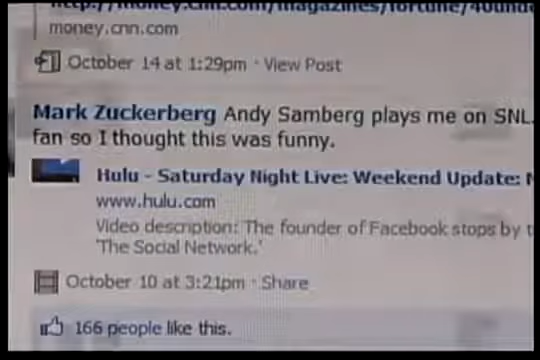 http://money.cnn.com/magazines/fortune/40und
money.cnn.com
October 14 at 1:29pm · View Post
Mark Zuckerberg Andy Samberg plays me on SNL.
fan so I thought this was funny.
Hulu - Saturday Night Live: Weekend Update:
www.hulu.com
Video description: The founder of Facebook stops by
'The Social Network.'
October 10 at 3:21pm · Share
166 people like this.